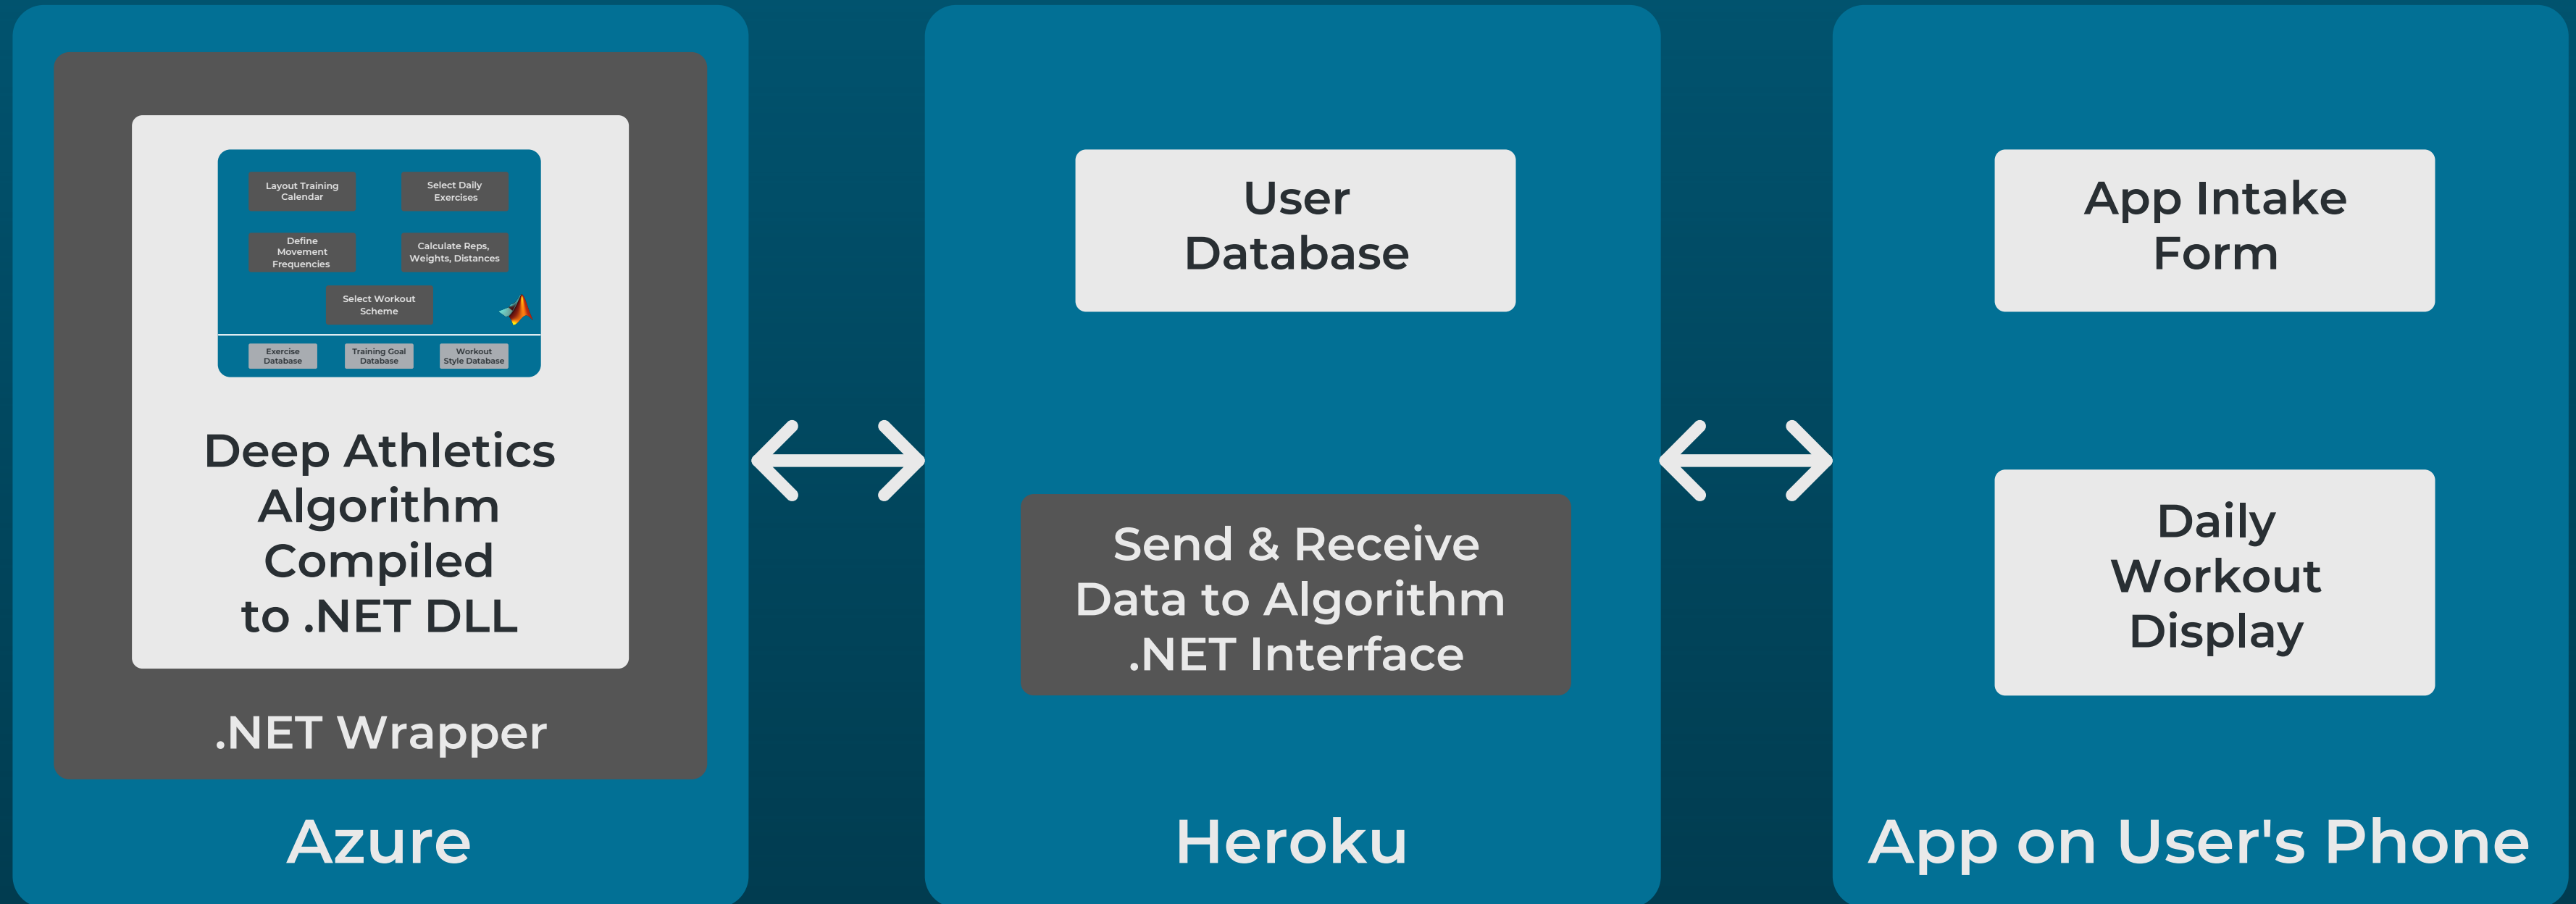 Layout Training
Calendar
Select Daily
Exercises
Define
Movement
Frequencies
Calculate Reps,
Weights, Distances
Select Workout
Scheme
Exercise
Database
Training Goal
Database
Workout
Style Database
Deep Athletics
Algorithm
Compiled
to .NET DLL
.NET Wrapper
Azure
User
Database
Send & Receive
Data to Algorithm
.NET Interface
Heroku
App Intake
Form
Daily
Workout
Display
App on User's Phone